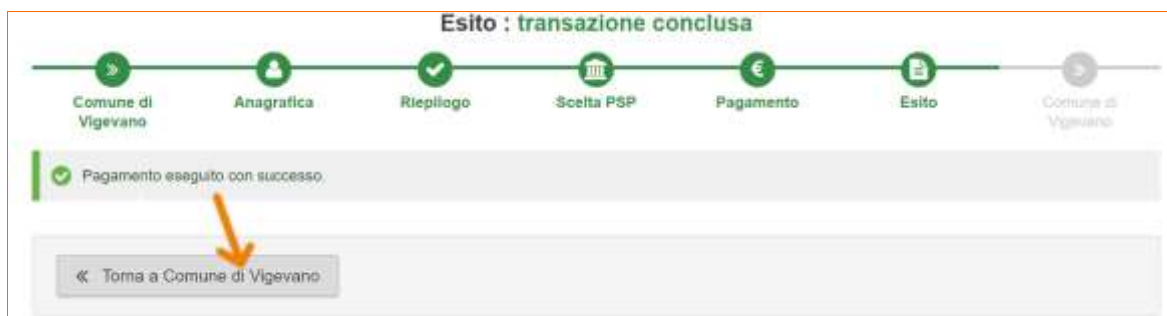 Esito : transazione conclusa
Comune di
Vigevano
Anagrafica
Riepilogo
Scelta PSP
Pagamento
Esito
Comune di
Vigevano
Pagamento eseguito con successo.
« Torna a Comune di Vigevano